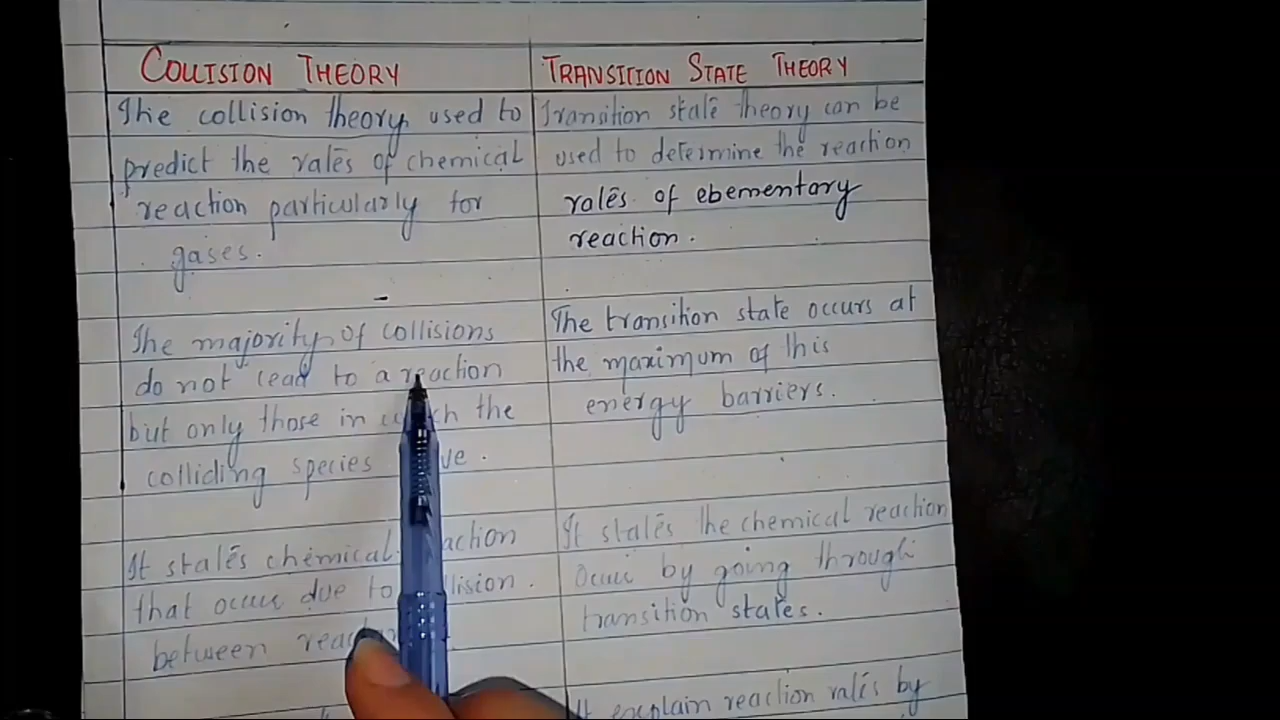 COLLISION THEORY
The collision theory used to
predict the rates of chemical
reaction particularly for
gases.
The majority of collisions
do not lead to a reaction
but only those in the
colliding species
It states chemical
that occur due to
between
TRANSITION STATE THEORY
Transition state theory can be
used to determine the reaction
rates of ebementory
reaction.
The transition state occurs at
the maximum of this
energy barriers.
It states the chemical reaction
occur by going through
transition states.
It explain reaction rates by